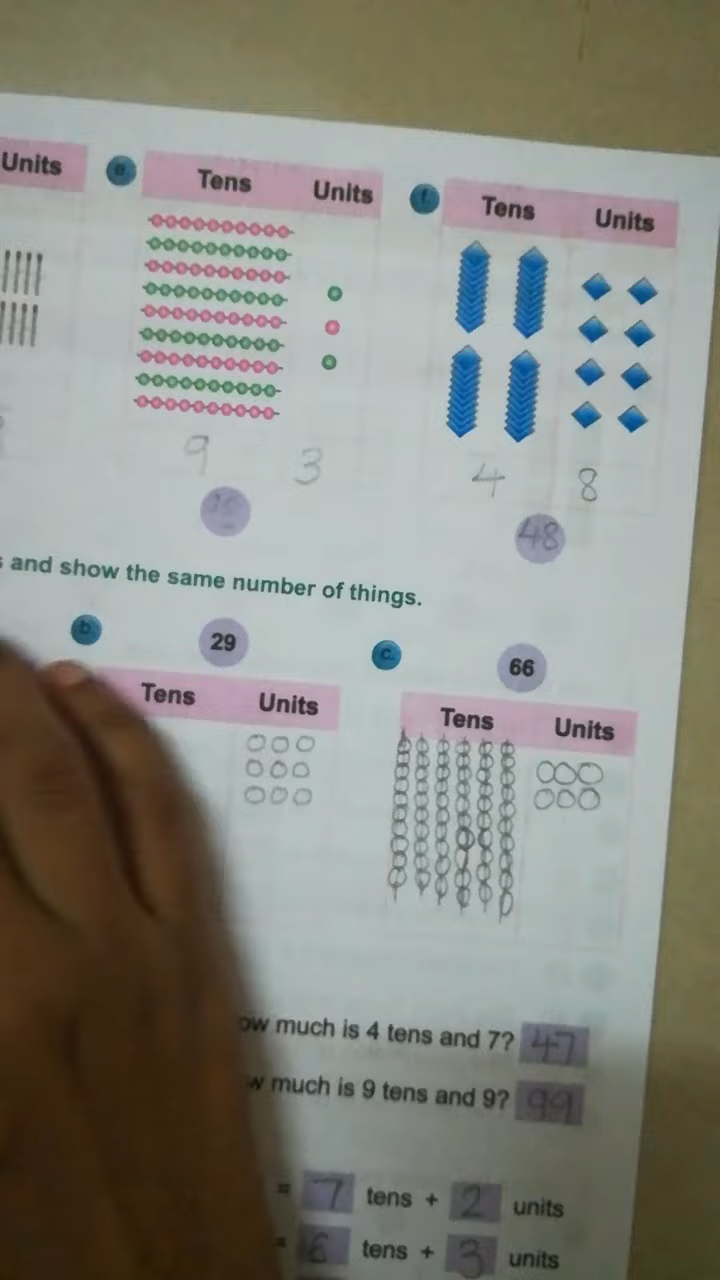 Units
e. Tens Units
f. Tens Units
9 3
4 8
48
and show the same number of things.
b 29
c. 66
Tens Units
Tens Units
ow much is 4 tens and 7? 47
w much is 9 tens and 9? 99
= 7 tens + 2 units
= 6 tens + 3 units